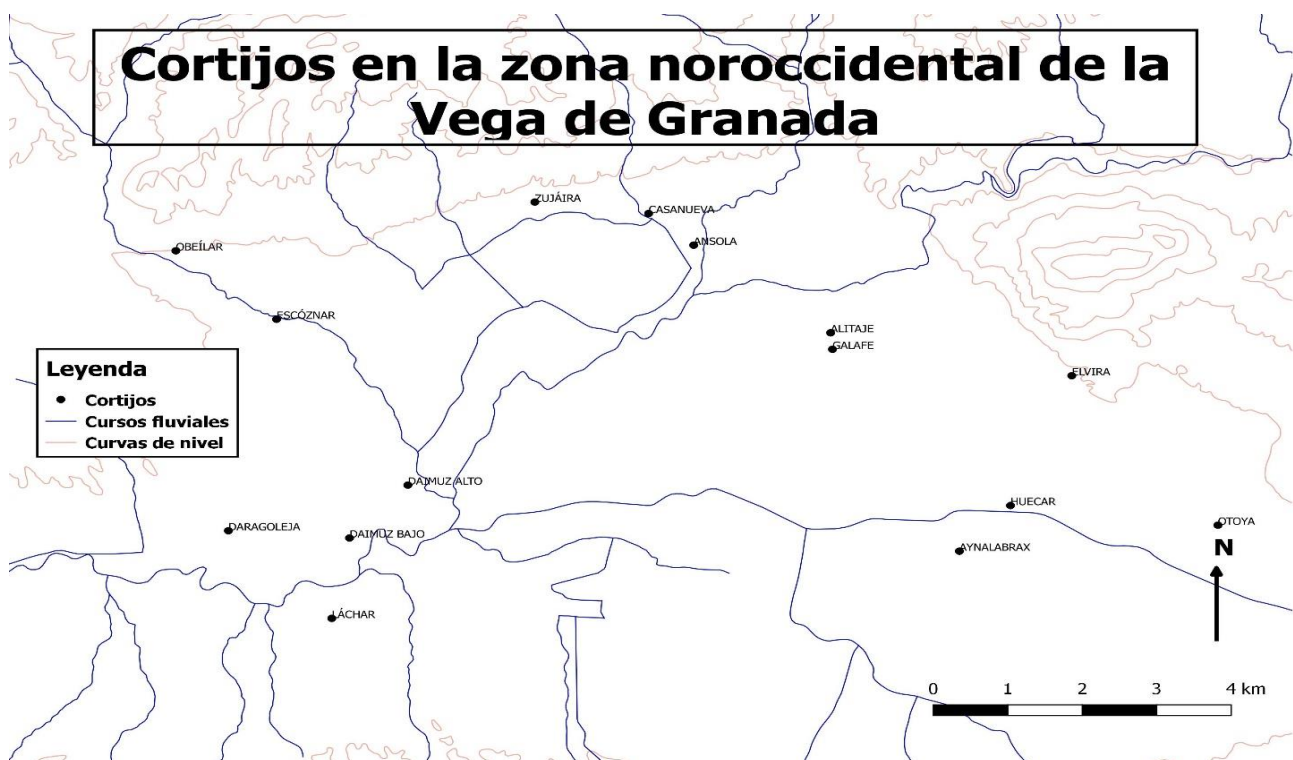 Cortijos en la zona noroccidental de la
Vega de Granada
ZUJÁIRA
CASANUEVA
OBEÍLAR
ANSOLA
ESCÓZNAR
ALITAJE
GALAFE
Leyenda
Cortijos
Cursos fluviales
Curvas de nivel
ELVIRA
DAIMUZ ALTO
HUECAR
DARAGOLEJA
DAIMUZ BAJO
OTOYA
AYNALABRAX
N
LÁCHAR
0 1 2 3 4 km